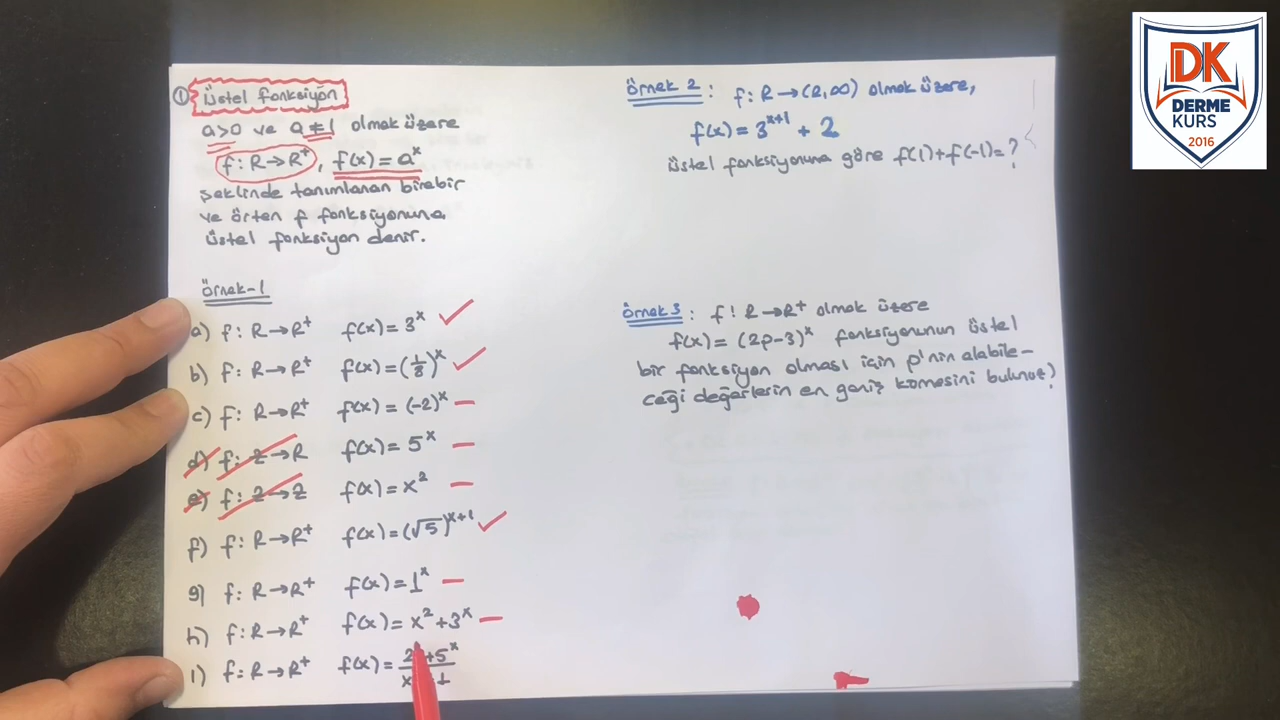 ① Üstel fonksiyon
a>0 ve a≠1 olmak üzere
f: R→R⁺, f(x)=aˣ
şeklinde tanımlanan birebir
ve örten f fonksiyonuna
üstel fonksiyon denir.
Örnek-1
a) f: R→R⁺ f(x)= 3ˣ
b) f: R→R⁺ f(x)= (1/8)ˣ
c) f: R→R⁺ f(x)= (-2)ˣ
d) f: Z→R f(x)= 5ˣ
e) f: Z→Z f(x)= x²
f) f: R→R⁺ f(x)= (√5)ˣ⁺¹
g) f: R→R⁺ f(x)= 1ˣ
h) f: R→R⁺ f(x)= x²+3ˣ
ı) f: R→R⁺ f(x)=
Örnek 2: f: R→(2,∞) olmak üzere,
f(x)= 3ˣ⁺¹ + 2
üstel fonksiyonuna göre f(1)+f(-1)=?
Örnek 3: f: R→R⁺ olmak üzere
f(x)= (2p-3)ˣ fonksiyonunun üstel
bir fonksiyon olması için p'nin alabile-
ceği değerlerin en geniş kümesini bulunuz?
DK
DERME
KURS
2016